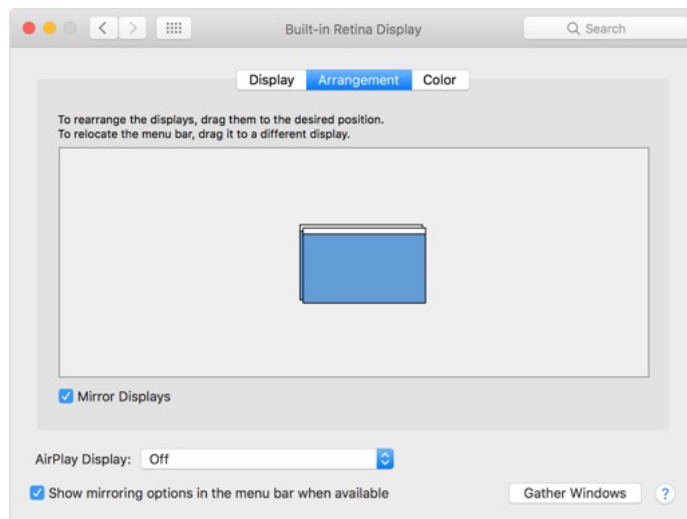 Built-in Retina Display
Search
Display Arrangement Color
To rearrange the displays, drag them to the desired position.
To relocate the menu bar, drag it to a different display.
Mirror Displays
AirPlay Display: Off
Show mirroring options in the menu bar when available
Gather Windows ?